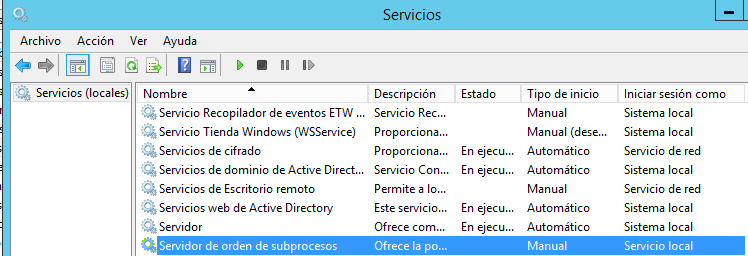 Servicios
Archivo Acción Ver Ayuda
Servicios (locales)
Nombre Descripción Estado Tipo de inicio Iniciar sesión como
Servicio Recopilador de eventos ETW ... Servicio Rec... Manual Sistema local
Servicio Tienda Windows (WSService) Proporciona... Manual (dese... Sistema local
Servicios de cifrado Proporciona... En ejecu... Automático Servicio de red
Servicios de dominio de Active Direct... Servicio Con... En ejecu... Automático Sistema local
Servicios de Escritorio remoto Permite a lo... Manual Servicio de red
Servicios web de Active Directory Este servicio... En ejecu... Automático Sistema local
Servidor Ofrece com... En ejecu... Automático Sistema local
Servidor de orden de subprocesos Ofrece la po... Manual Servicio local